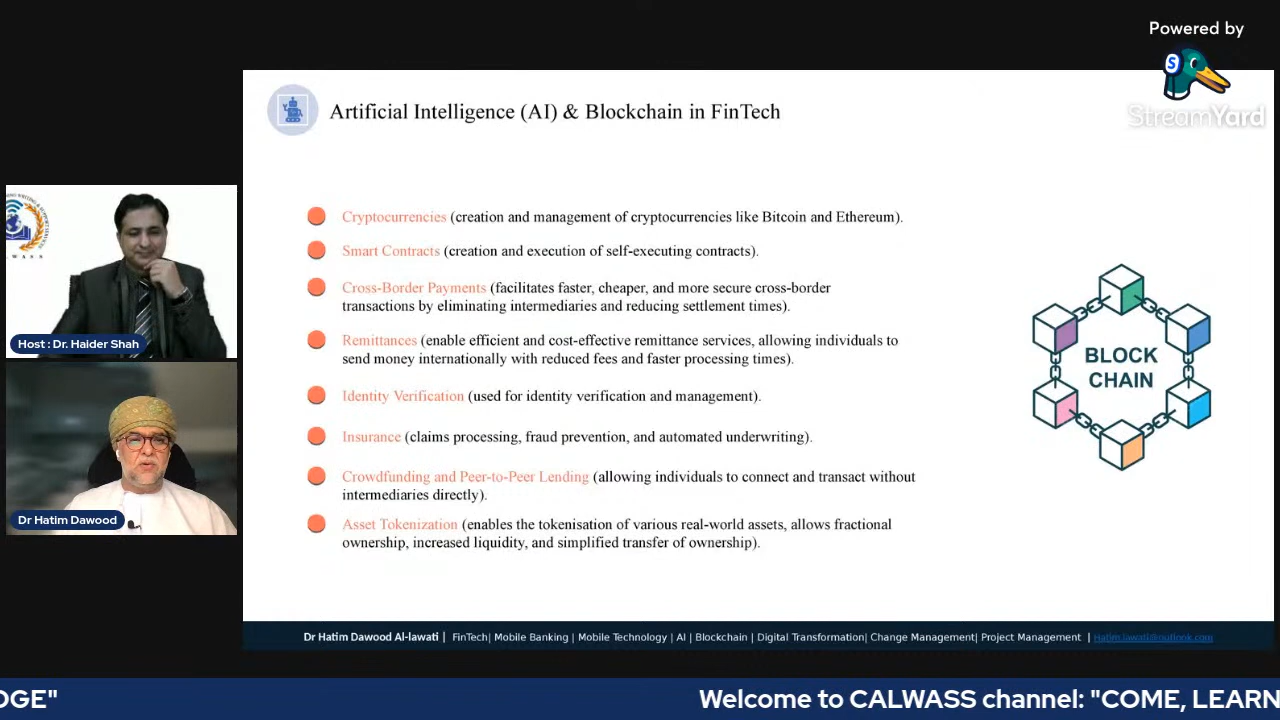 Powered by
S
StreamYard
Artificial Intelligence (AI) & Blockchain in FinTech
Cryptocurrencies (creation and management of cryptocurrencies like Bitcoin and Ethereum).
Smart Contracts (creation and execution of self-executing contracts).
Cross-Border Payments (facilitates faster, cheaper, and more secure cross-border
transactions by eliminating intermediaries and reducing settlement times).
Remittances (enable efficient and cost-effective remittance services, allowing individuals to
send money internationally with reduced fees and faster processing times).
Identity Verification (used for identity verification and management).
Insurance (claims processing, fraud prevention, and automated underwriting).
Crowdfunding and Peer-to-Peer Lending (allowing individuals to connect and transact without
intermediaries directly).
Asset Tokenization (enables the tokenisation of various real-world assets, allows fractional
ownership, increased liquidity, and simplified transfer of ownership).
BLOCK
CHAIN
Host : Dr. Haider Shah
Dr Hatim Dawood
Dr Hatim Dawood Al-lawati | FinTech| Mobile Banking | Mobile Technology | AI | Blockchain | Digital Transformation| Change Management| Project Management | Hatim.lawati@outlook.com
OGE" Welcome to CALWASS channel: "COME, LEARN